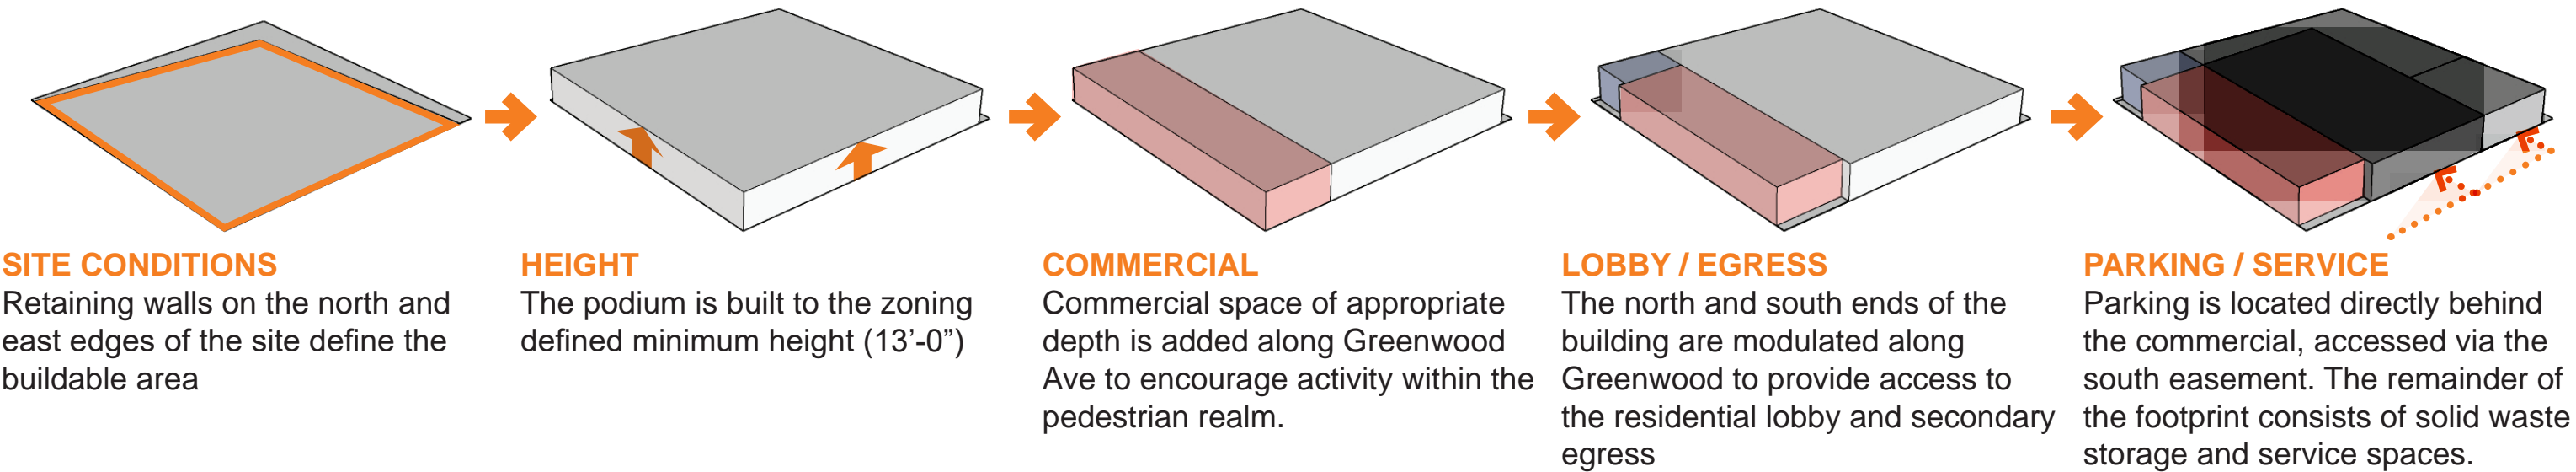 SITE CONDITIONS
Retaining walls on the north and
east edges of the site define the
buildable area
HEIGHT
The podium is built to the zoning
defined minimum height (13’-0”)
COMMERCIAL
Commercial space of appropriate
depth is added along Greenwood
Ave to encourage activity within the
pedestrian realm.
LOBBY / EGRESS
The north and south ends of the
building are modulated along
Greenwood to provide access to
the residential lobby and secondary
egress
PARKING / SERVICE
Parking is located directly behind
the commercial, accessed via the
south easement. The remainder of
the footprint consists of solid waste
storage and service spaces.